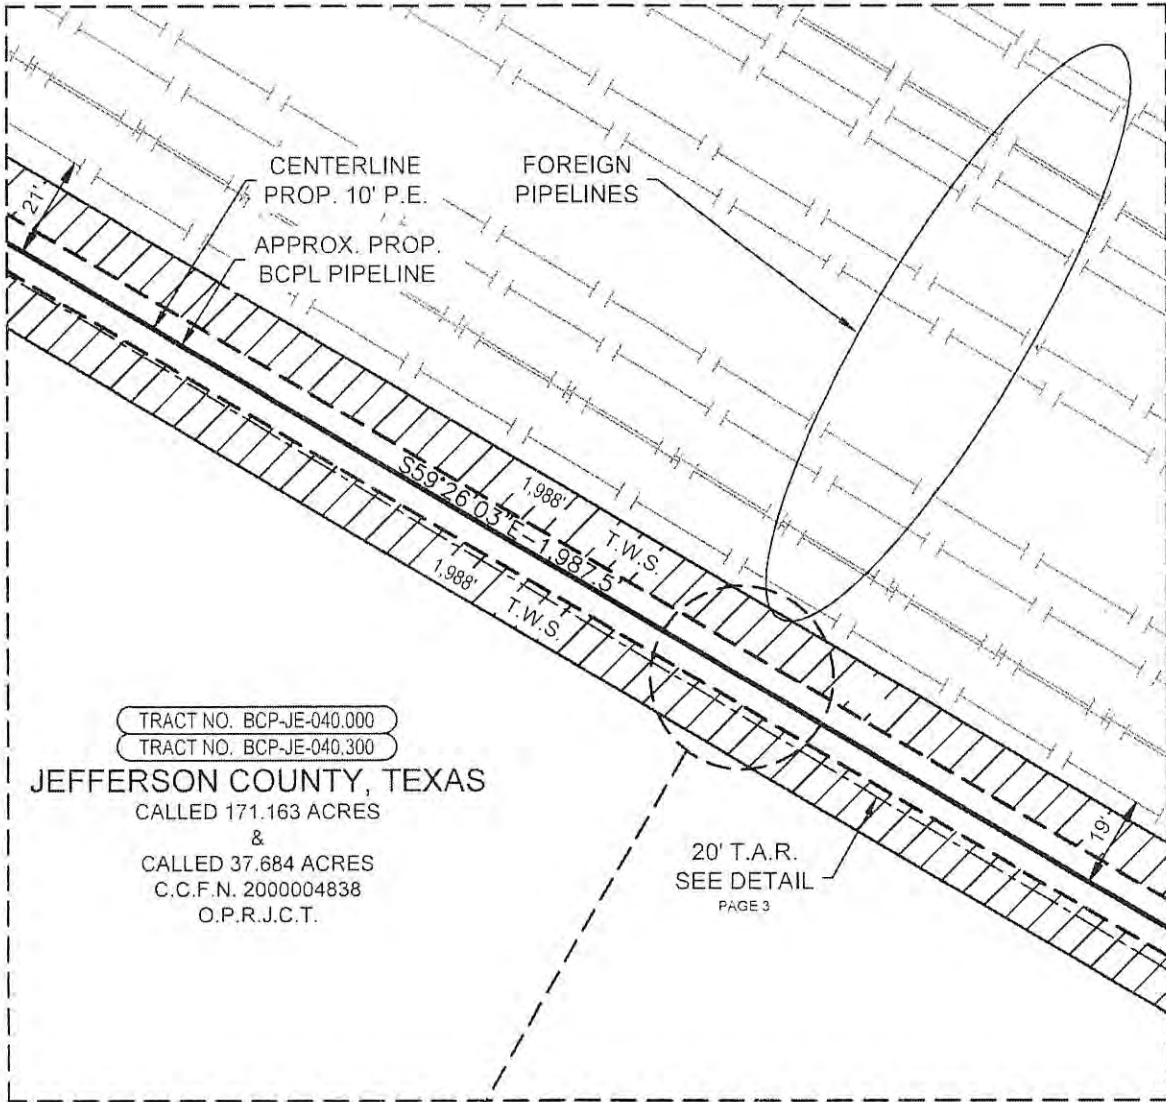 CENTERLINE
PROP. 10' P.E.
FOREIGN
PIPELINES
21'
APPROX. PROP.
BCPL PIPELINE
1,988'
T.W.S.
S59°26'03"E-1,987.5'
1,988'
T.W.S.
TRACT NO. BCP-JE-040.000
TRACT NO. BCP-JE-040.300
JEFFERSON COUNTY, TEXAS
CALLED 171.163 ACRES
&
CALLED 37.684 ACRES
C.C.F.N. 2000004838
O.P.R.J.C.T.
19'
20' T.A.R.
SEE DETAIL
PAGE 3